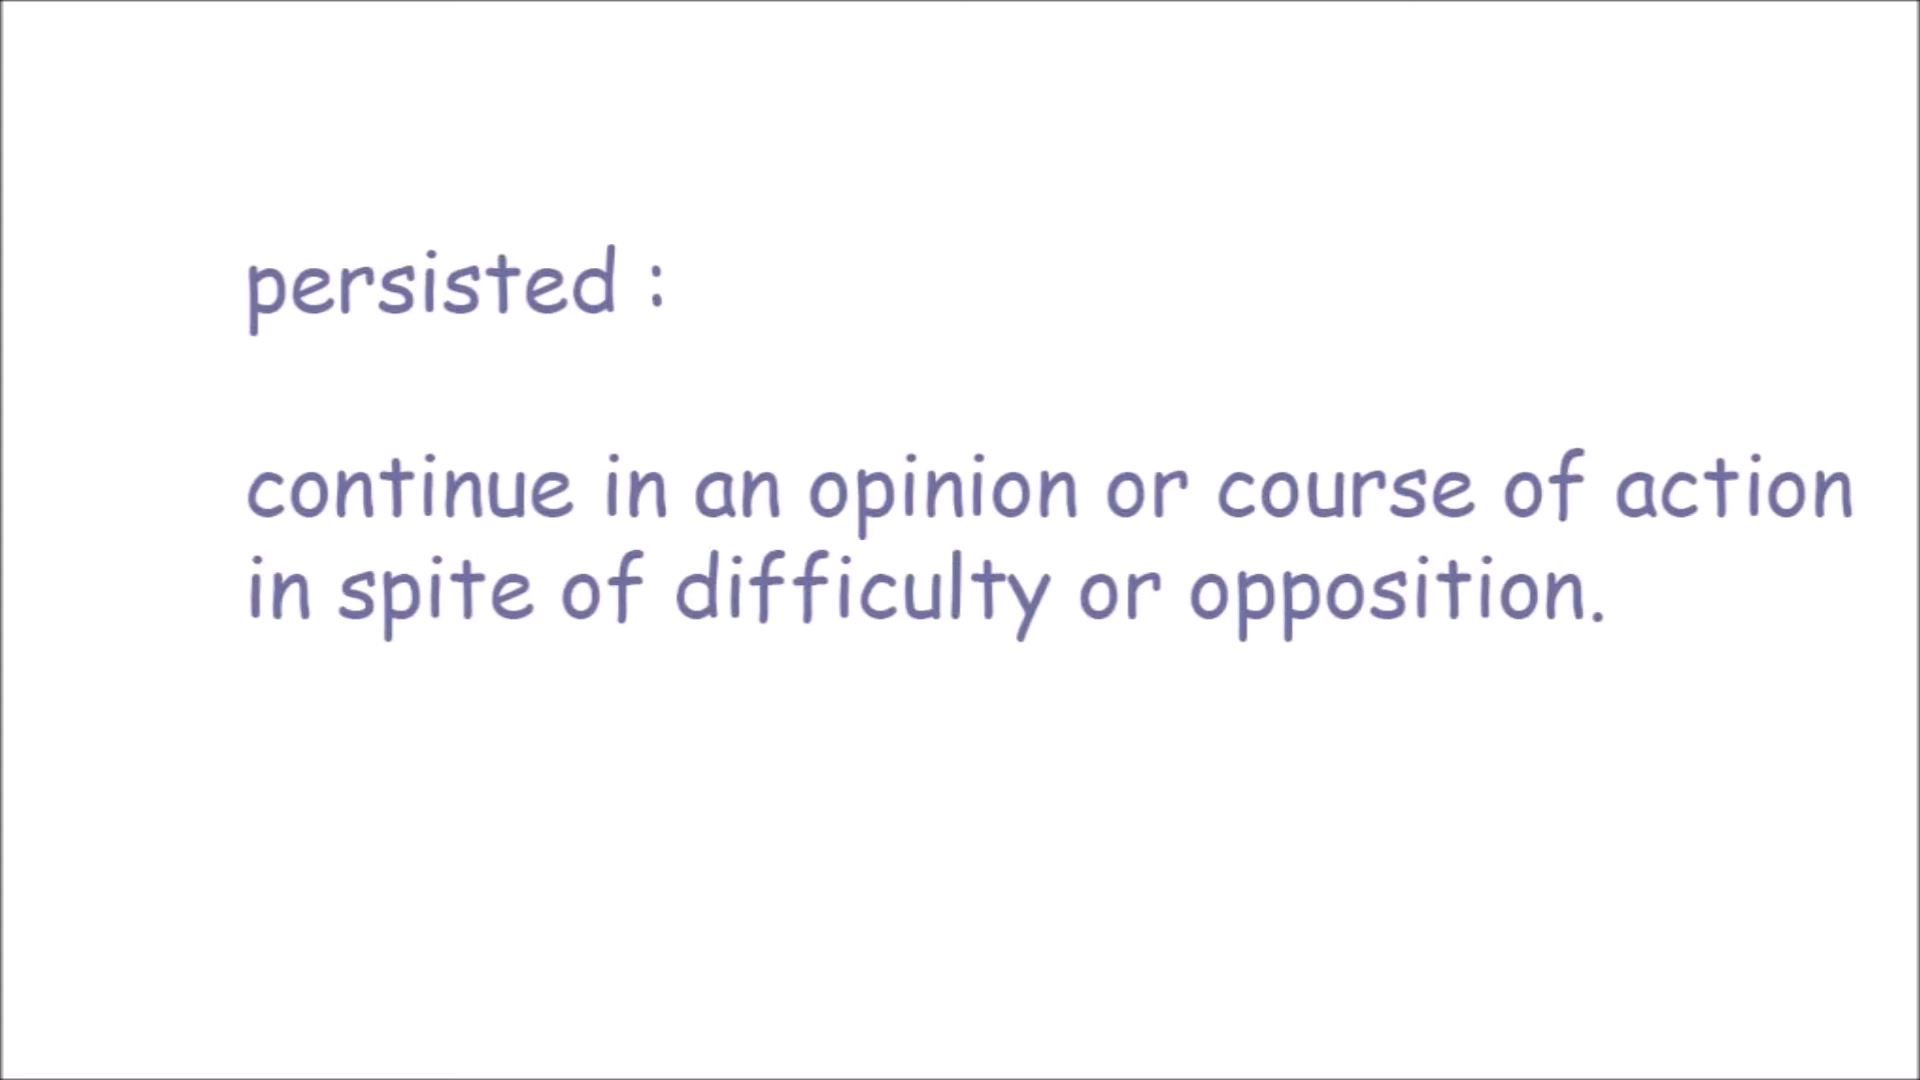 persisted :
continue in an opinion or course of action
in spite of difficulty or opposition.